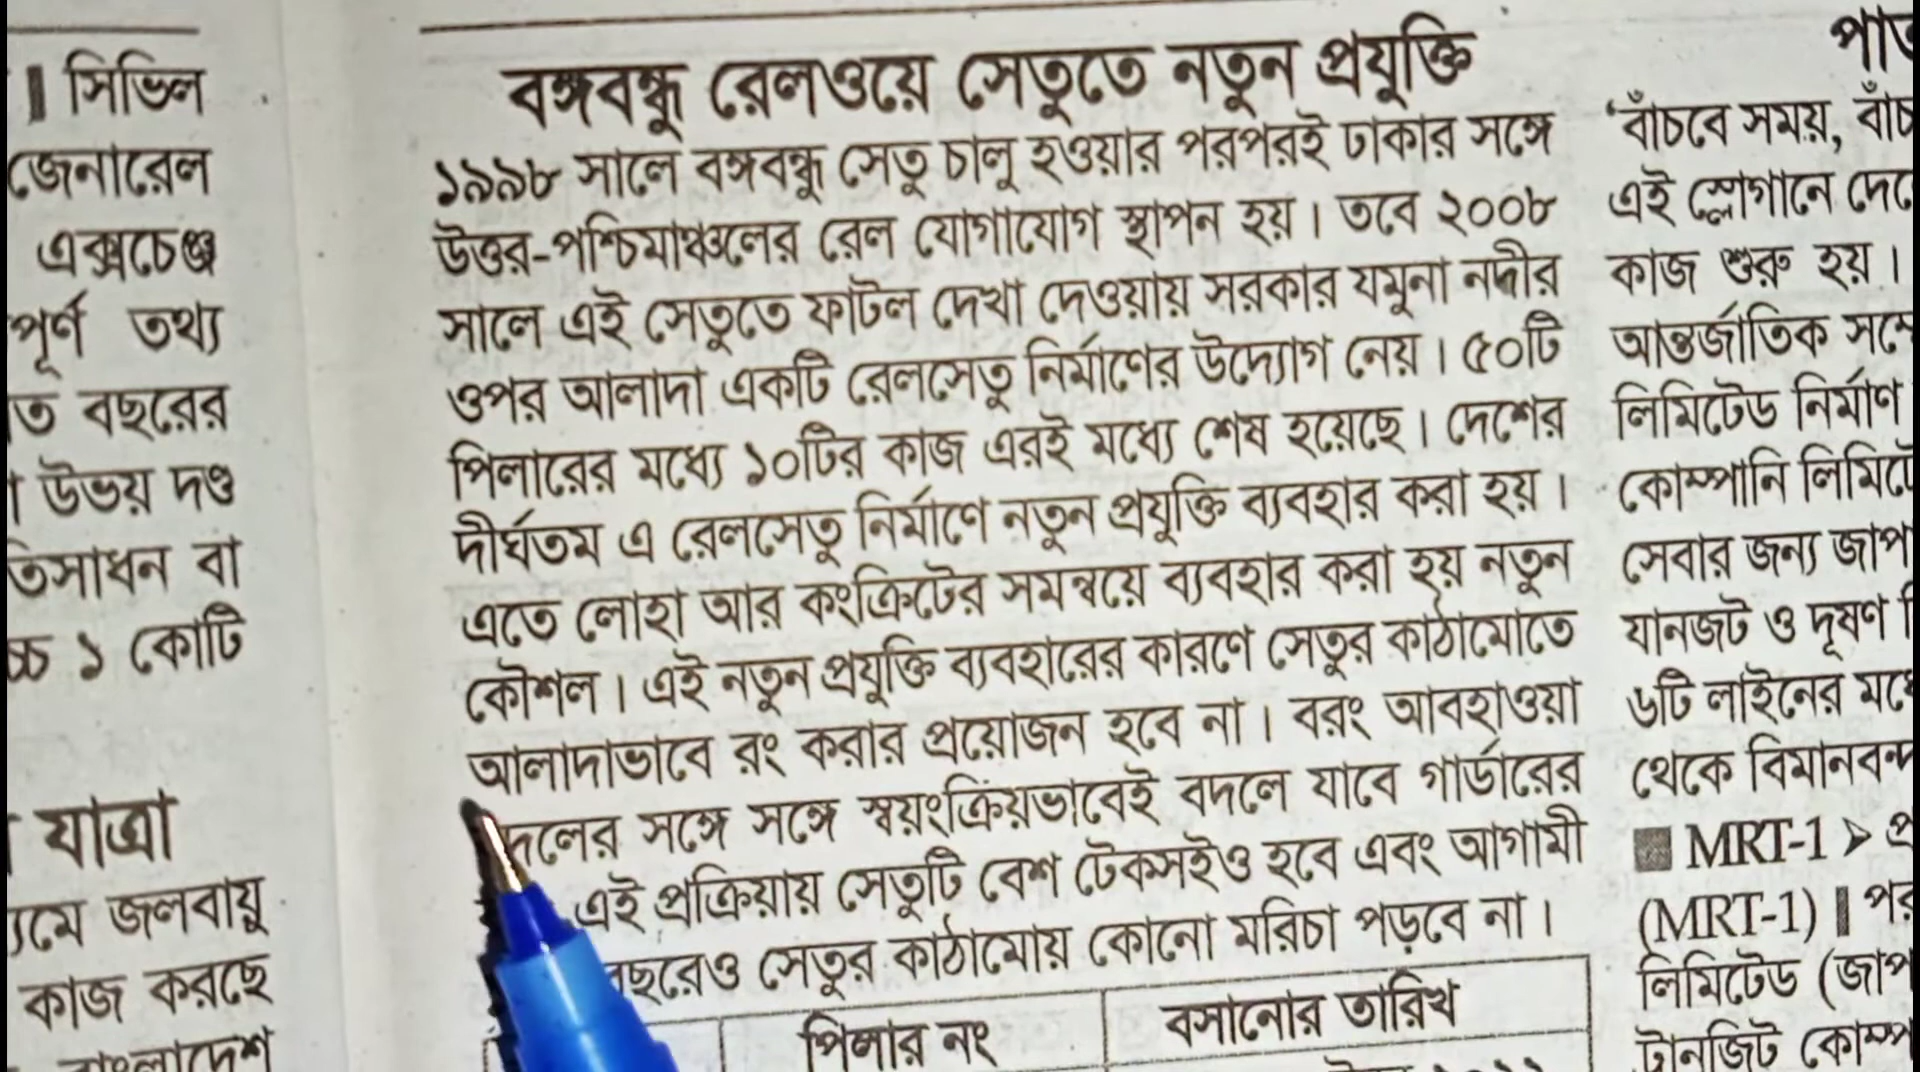 সিভিল
জেনারেল
এক্সচেঞ্জ
পূর্ণ তথ্য
ত বছরের
উভয় দণ্ড
তিসাধন বা
১ কোটি
যাত্রা
জলবায়ু
কাজ করছে
বাংলাদেশ
বঙ্গবন্ধু রেলওয়ে সেতুতে নতুন প্রযুক্তি
১৯৯৮ সালে বঙ্গবন্ধু সেতু চালু হওয়ার পরপরই ঢাকার সঙ্গে
উত্তর-পশ্চিমাঞ্চলের রেল যোগাযোগ স্থাপন হয়। তবে ২০০৮
সালে এই সেতুতে ফাটল দেখা দেওয়ায় সরকার যমুনা নদীর
ওপর আলাদা একটি রেলসেতু নির্মাণের উদ্যোগ নেয়। ৫০টি
পিলারের মধ্যে ১০টির কাজ এরই মধ্যে শেষ হয়েছে। দেশের
দীর্ঘতম এ রেলসেতু নির্মাণে নতুন প্রযুক্তি ব্যবহার করা হয়।
এতে লোহা আর কংক্রিটের সমন্বয়ে ব্যবহার করা হয় নতুন
কৌশল। এই নতুন প্রযুক্তি ব্যবহারের কারণে সেতুর কাঠামোতে
আলাদাভাবে রং করার প্রয়োজন হবে না। বরং আবহাওয়া
দলের সঙ্গে সঙ্গে স্বয়ংক্রিয়ভাবেই বদলে যাবে গার্ডারের
এই প্রক্রিয়ায় সেতুটি বেশ টেকসইও হবে এবং আগামী
বছরেও সেতুর কাঠামোয় কোনো মরিচা পড়বে না।
পিলার নং বসানোর তারিখ
‘বাঁচবে সময়,
এই স্লোগানে
কাজ শুরু হয়।
আন্তর্জাতিক
লিমিটেড নির্মাণ
কোম্পানি
সেবার জন্য
যানজট ও দূষণ
৬টি লাইনের
থেকে
■ MRT-1 ➤
(MRT-1) ||
লিমিটেড
ট্রানজিট